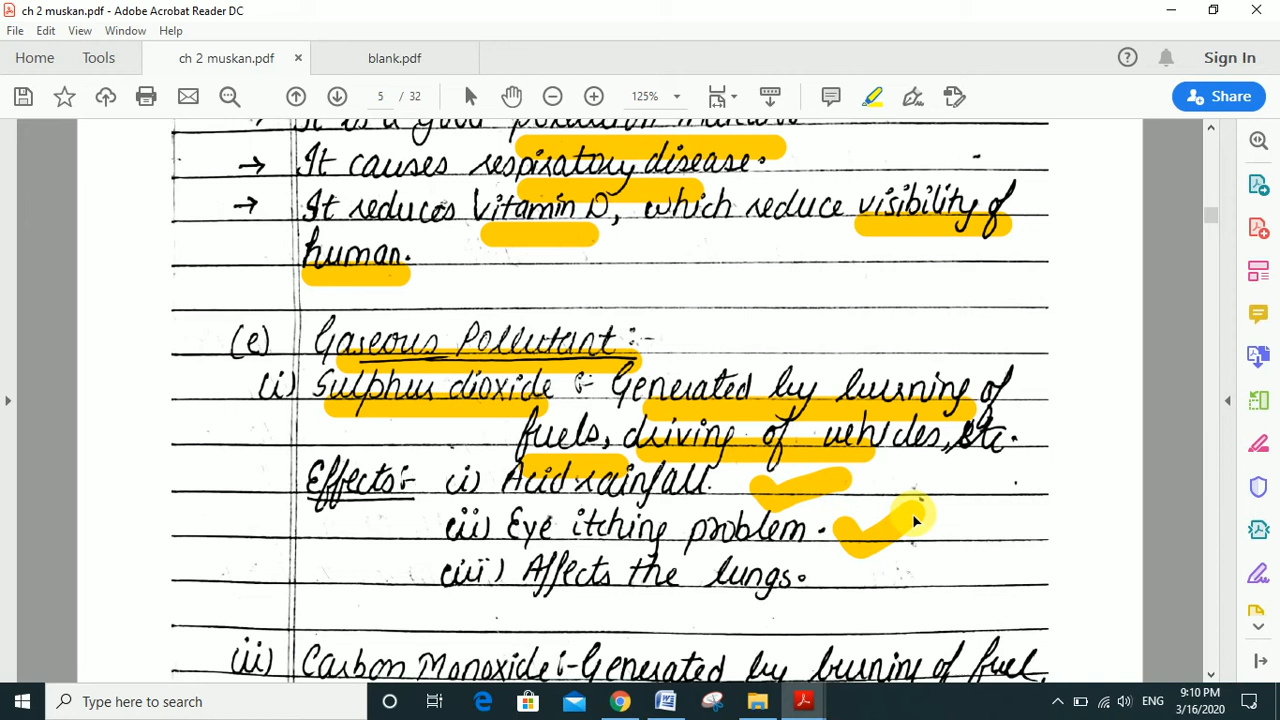 ch 2 muskan.pdf - Adobe Acrobat Reader DC
File Edit View Window Help
Home Tools ch 2 muskan.pdf × blank.pdf Sign In
5 / 32 125% Share
→ It is a good pollution
→ It causes respiratory disease.
→ It reduces Vitamin D, which reduce visibility of
human.
(e) Gaseous Pollutant :-
(i) Sulphur dioxide :- Generated by burning of
fuels, driving of vehicles, etc.
Effects :- (i) Acid rainfall.
(ii) Eye itching problem.
(iii) Affects the lungs.
(ii) Carbon Monoxide :- Generated by burning of fuel,
Type here to search
ENG
9:10 PM
3/16/2020